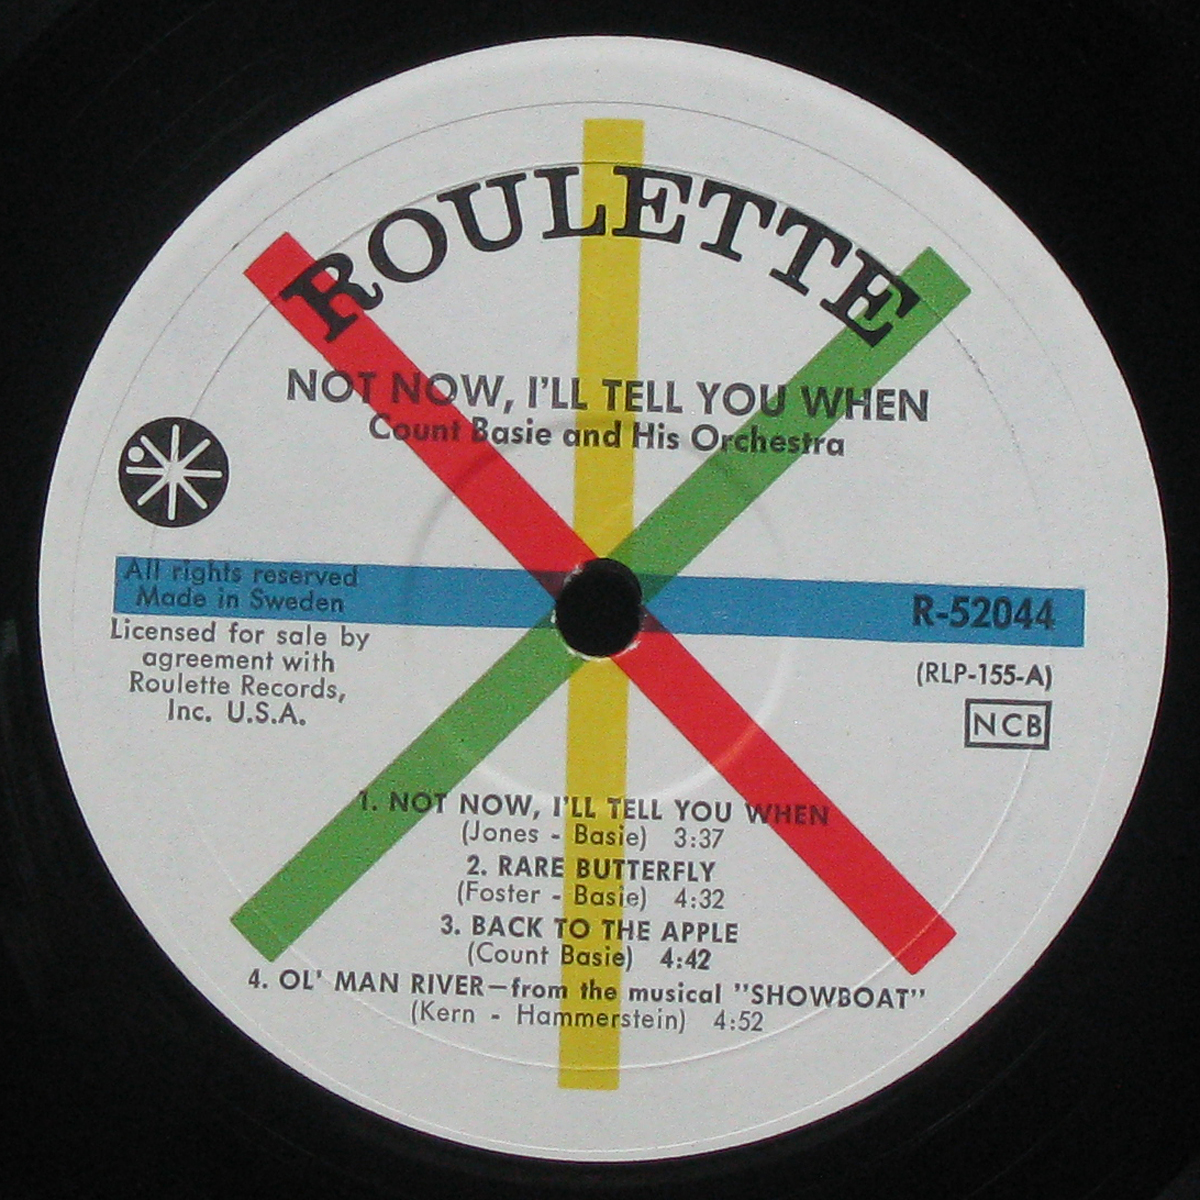 ROULETTE
NOT NOW, I'LL TELL YOU WHEN
Count Basie and His Orchestra
All rights reserved
Made in Sweden
Licensed for sale by
agreement with
Roulette Records,
Inc. U.S.A.
R-52044
(RLP-155-A)
NCB
1. NOT NOW, I'LL TELL YOU WHEN
(Jones - Basie) 3:37
2. RARE BUTTERFLY
(Foster - Basie) 4:32
3. BACK TO THE APPLE
(Count Basie) 4:42
4. OL' MAN RIVER—from the musical "SHOWBOAT"
(Kern - Hammerstein) 4:52